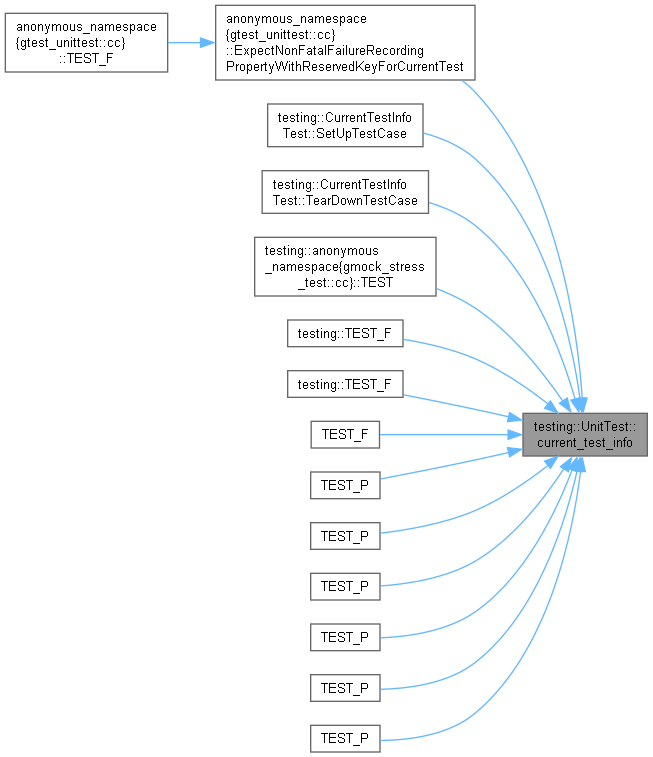 anonymous_namespace
{gtest_unittest::cc}
::TEST_F
anonymous_namespace
{gtest_unittest::cc}
::ExpectNonFatalFailureRecording
PropertyWithReservedKeyForCurrentTest
testing::CurrentTestInfo
Test::SetUpTestCase
testing::CurrentTestInfo
Test::TearDownTestCase
testing::anonymous
_namespace{gmock_stress
_test::cc}::TEST
testing::TEST_F
testing::TEST_F
TEST_F
TEST_P
TEST_P
TEST_P
TEST_P
TEST_P
TEST_P
testing::UnitTest::
current_test_info